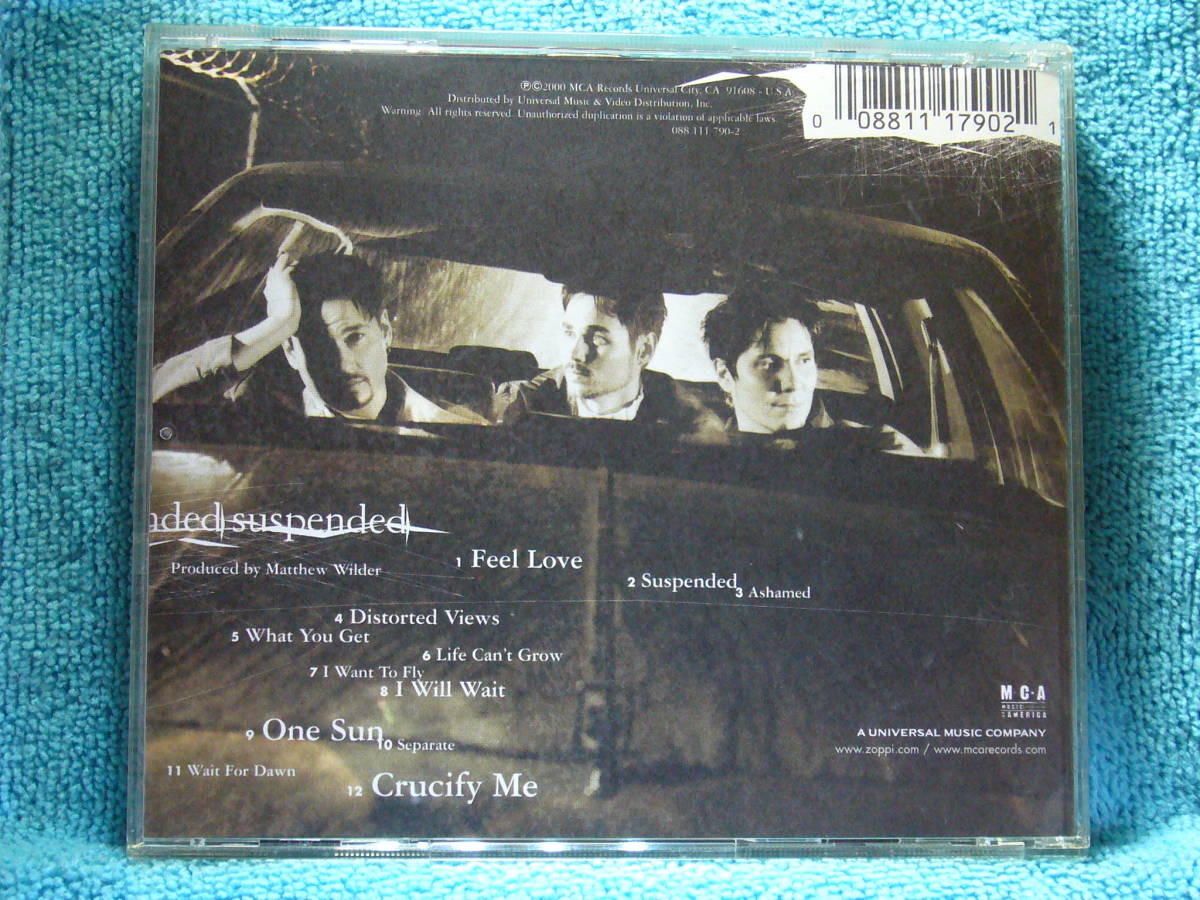 ℗©2000 MCA Records Universal City, CA 91608 - U.S.A.
Distributed by Universal Music & Video Distribution, Inc.
Warning: All rights reserved. Unauthorized duplication is a violation of applicable laws.
088 111 790-2
0 08811 17902 1
nded suspended
Produced by Matthew Wilder
1 Feel Love
2 Suspended
3 Ashamed
4 Distorted Views
5 What You Get
6 Life Can't Grow
7 I Want To Fly
8 I Will Wait
9 One Sun
10 Separate
11 Wait For Dawn
12 Crucify Me
M·C·A
MUSIC
AMERICA
A UNIVERSAL MUSIC COMPANY
www.zoppi.com / www.mcarecords.com